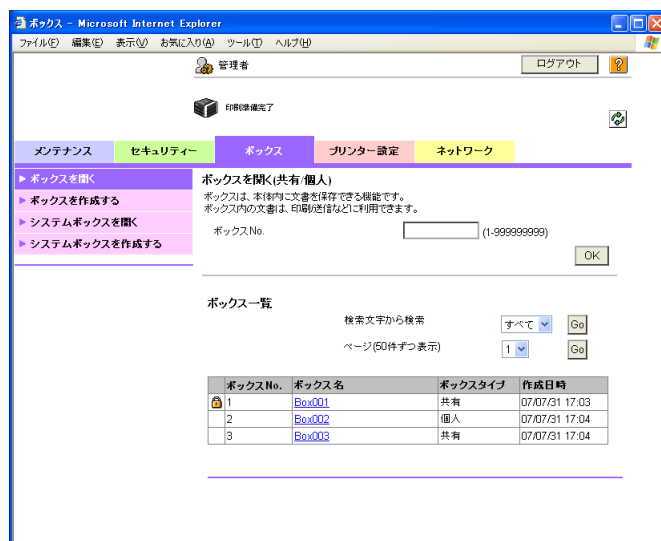 ボックス - Microsoft Internet Explorer
ファイル(F) 編集(E) 表示(V) お気に入り(A) ツール(T) ヘルプ(H)
管理者 ログアウト ?
印刷準備完了
メンテナンス セキュリティー ボックス プリンター設定 ネットワーク
ボックスを開く
ボックスを作成する
システムボックスを開く
システムボックスを作成する
ボックスを開く(共有/個人)
ボックスは、本体内に文書を保存できる機能です。
ボックス内の文書は、印刷/送信などに利用できます。
ボックスNo. (1-999999999)
OK
ボックス一覧
検索文字から検索 すべて Go
ページ(50件ずつ表示) 1 Go
ボックスNo. ボックス名 ボックスタイプ 作成日時
1 Box001 共有 07/07/31 17:03
2 Box002 個人 07/07/31 17:04
3 Box003 共有 07/07/31 17:04